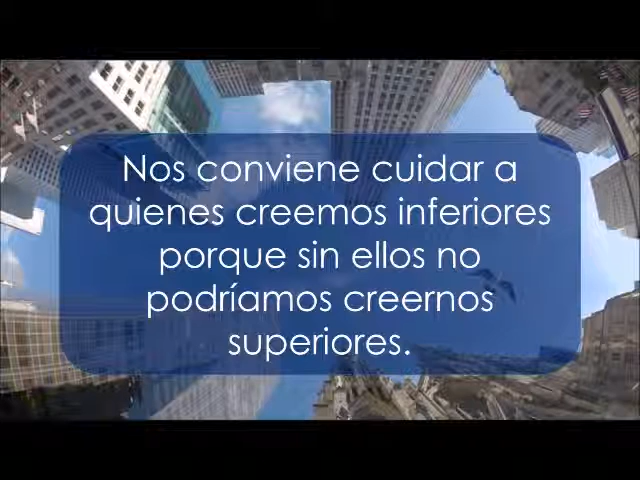 Nos conviene cuidar a
quienes creemos inferiores
porque sin ellos no
podríamos creernos
superiores.